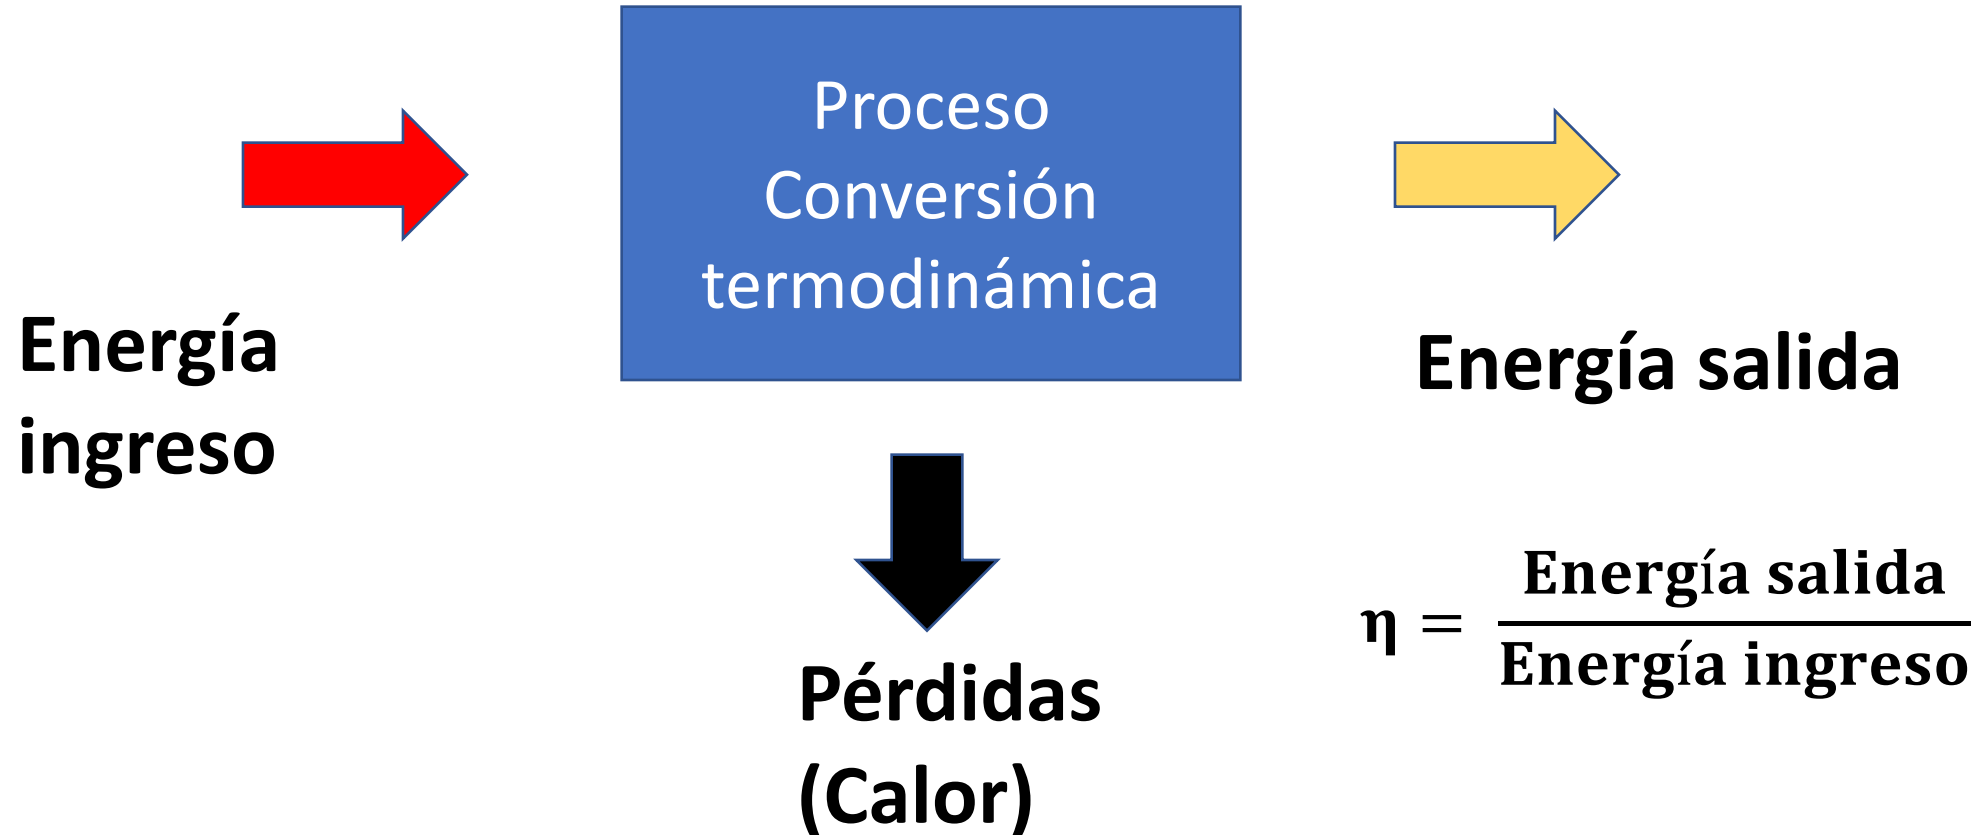 Proceso
Conversión
termodinámica
Energía
ingreso
Energía salida
Pérdidas
(Calor)
η = Energía salida
Energía ingreso